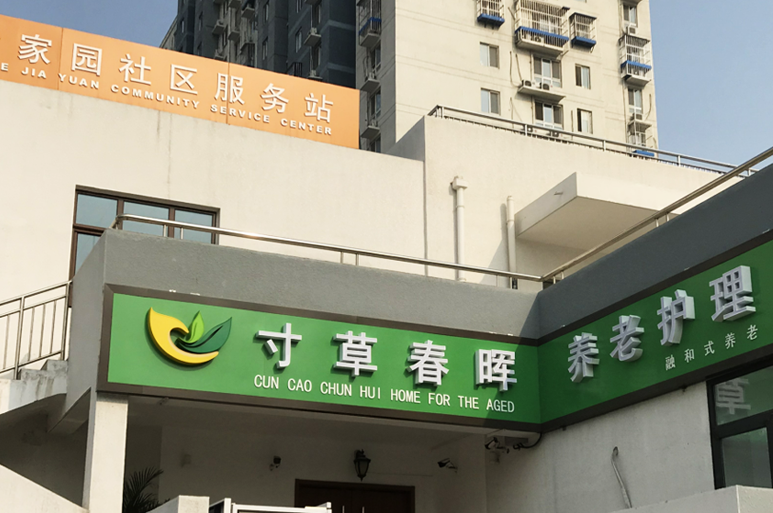 家园社区服务站
E JIA YUAN COMMUNITY SERVICE CENTER
寸草春晖
CUN CAO CHUN HUI HOME FOR THE AGED
养老护理
融和式养老
草